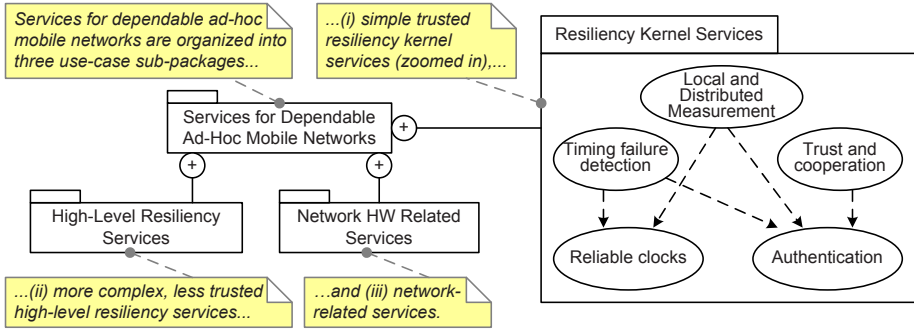 Services for dependable ad-hoc
mobile networks are organized into
three use-case sub-packages...
...(i) simple trusted
resiliency kernel
services (zoomed in),...
Resiliency Kernel Services
Local and
Distributed
Measurement
Services for Dependable
Ad-Hoc Mobile Networks
+
Timing failure
detection
Trust and
cooperation
+
+
High-Level Resiliency
Services
Network HW Related
Services
Reliable clocks
Authentication
...(ii) more complex, less trusted
high-level resiliency services...
...and (iii) network-
related services.